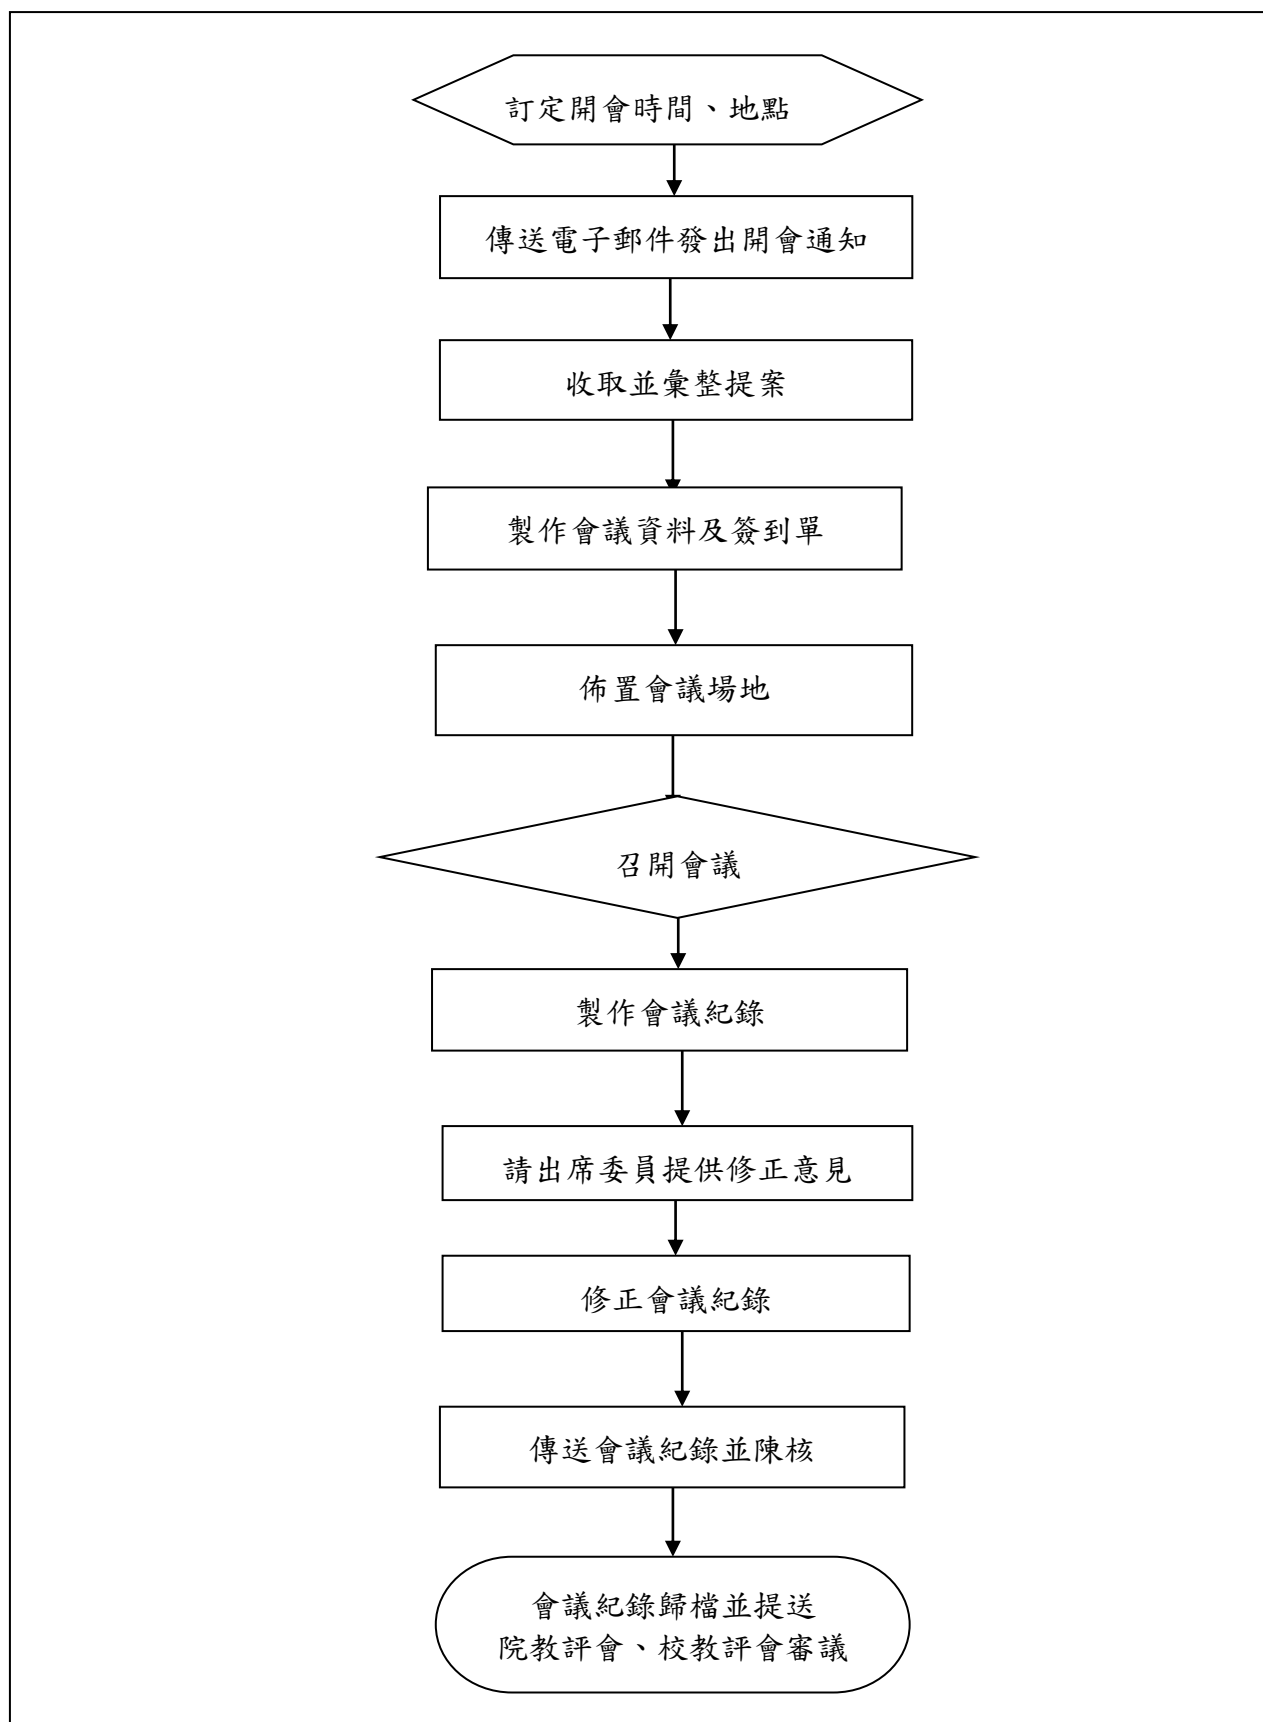 訂定開會時間、地點
傳送電子郵件發出開會通知
收取並彙整提案
製作會議資料及簽到單
佈置會議場地
召開會議
製作會議紀錄
請出席委員提供修正意見
修正會議紀錄
傳送會議紀錄並陳核
會議紀錄歸檔並提送
院教評會、校教評會審議